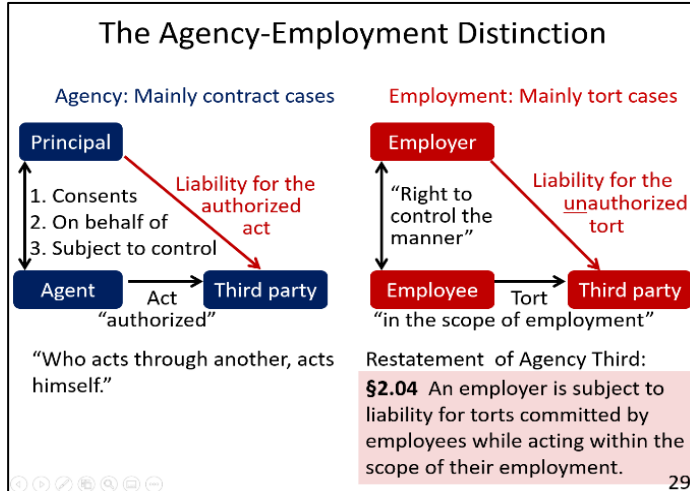 The Agency-Employment Distinction
Agency: Mainly contract cases
Principal
1. Consents
2. On behalf of
3. Subject to control
Liability for the
authorized
act
Agent
Act
"authorized"
Third party
"Who acts through another, acts
himself."
Employment: Mainly tort cases
Employer
"Right to
control the
manner"
Liability for the
unauthorized
tort
Employee
Tort
Third party
"in the scope of employment"
Restatement of Agency Third:
§2.04 An employer is subject to
liability for torts committed by
employees while acting within the
scope of their employment.
29